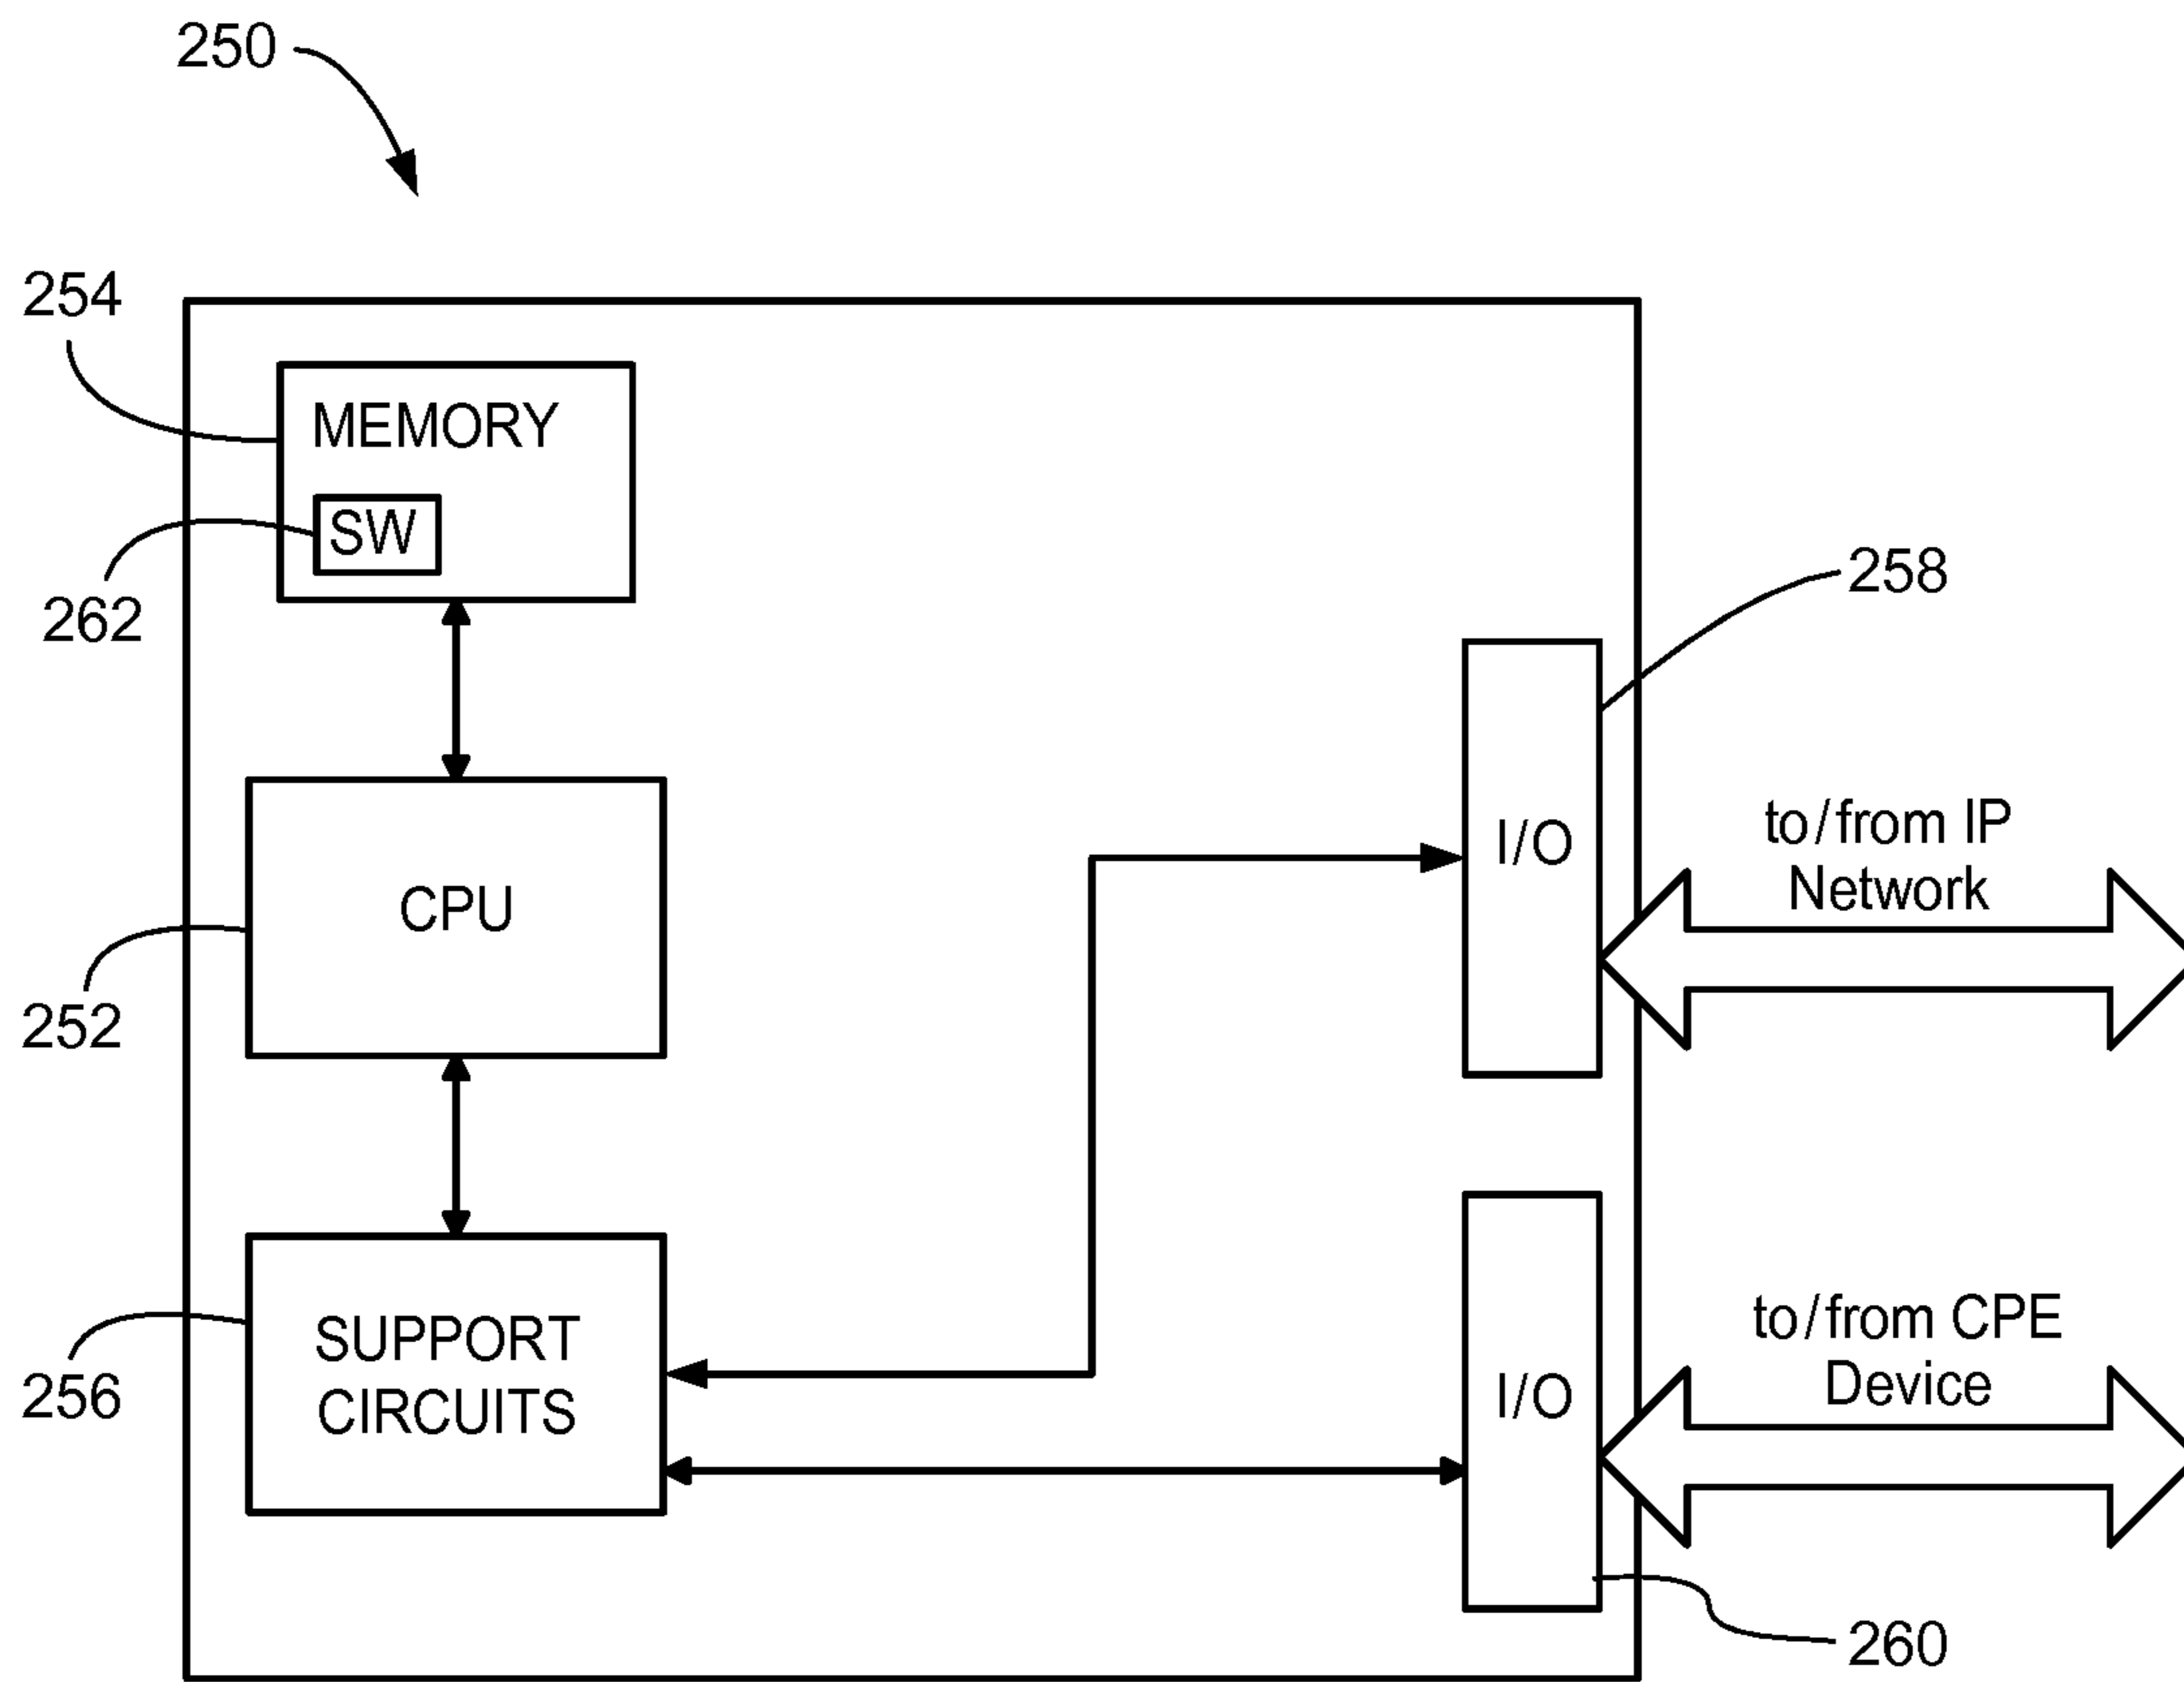 250
254
MEMORY
SW
262
258
I/O
to/from IP
Network
CPU
252
SUPPORT
CIRCUITS
256
I/O
to/from CPE
Device
260